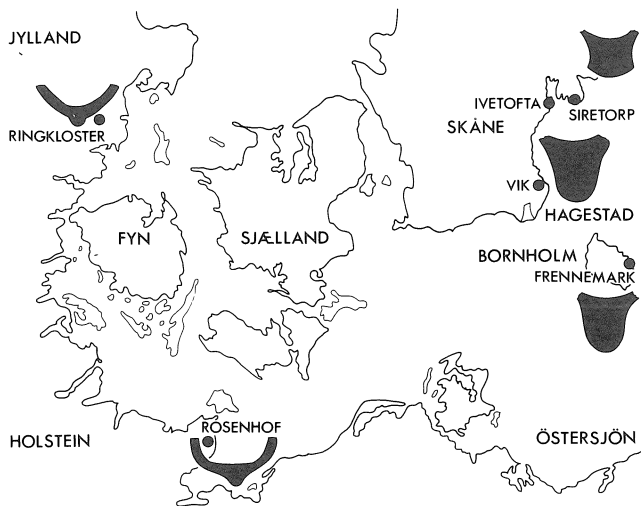 JYLLAND
RINGKLOSTER
IVETOFTA
SIRETORP
SKÅNE
VIK
HAGESTAD
FYN
SJÆLLAND
BORNHOLM
FRENNEMARK
HOLSTEIN
ROSENHOF
ÖSTERSJÖN